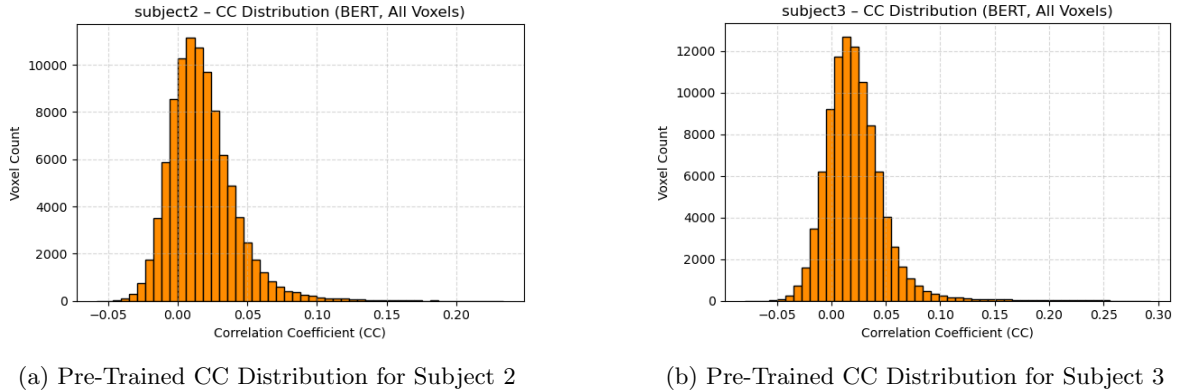 subject2 – CC Distribution (BERT, All Voxels)
Voxel Count
10000
8000
6000
4000
2000
0
−0.05 0.00 0.05 0.10 0.15 0.20
Correlation Coefficient (CC)
(a) Pre-Trained CC Distribution for Subject 2
subject3 – CC Distribution (BERT, All Voxels)
Voxel Count
12000
10000
8000
6000
4000
2000
0
−0.05 0.00 0.05 0.10 0.15 0.20 0.25 0.30
Correlation Coefficient (CC)
(b) Pre-Trained CC Distribution for Subject 3